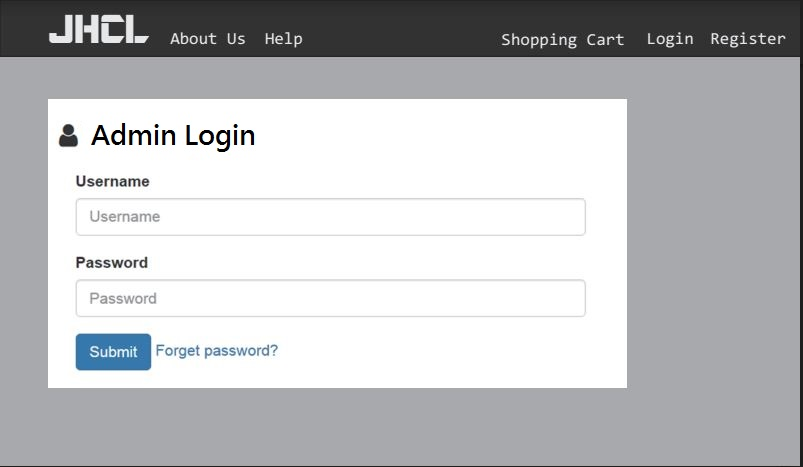 JHCL About Us Help Shopping Cart Login Register
Admin Login
Username
Username
Password
Password
Submit Forget password?